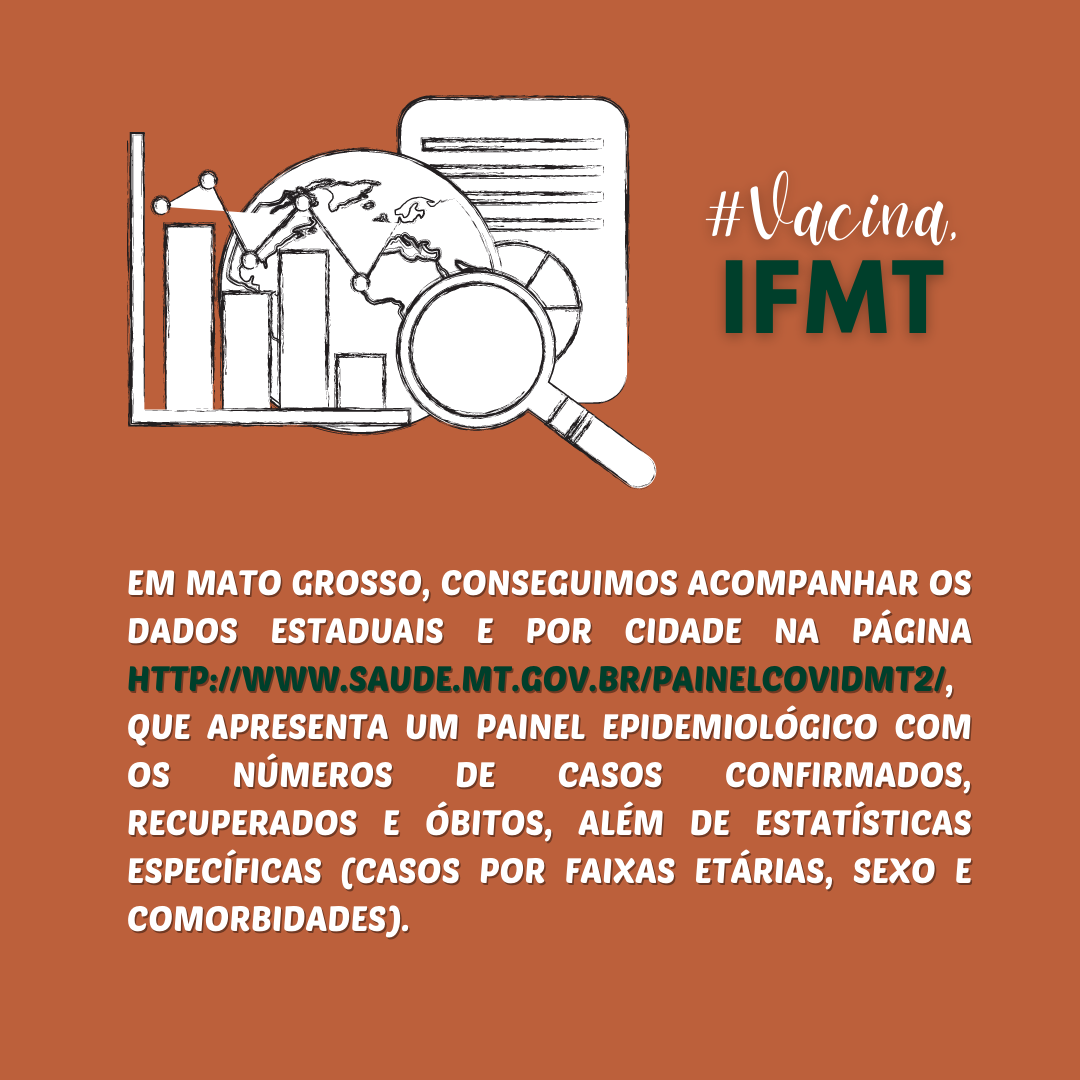 #Vacina,
IFMT
EM MATO GROSSO, CONSEGUIMOS ACOMPANHAR OS
DADOS ESTADUAIS E POR CIDADE NA PÁGINA
HTTP://WWW.SAUDE.MT.GOV.BR/PAINELCOVIDMT2/,
QUE APRESENTA UM PAINEL EPIDEMIOLÓGICO COM
OS NÚMEROS DE CASOS CONFIRMADOS,
RECUPERADOS E ÓBITOS, ALÉM DE ESTATÍSTICAS
ESPECÍFICAS (CASOS POR FAIXAS ETÁRIAS, SEXO E
COMORBIDADES).